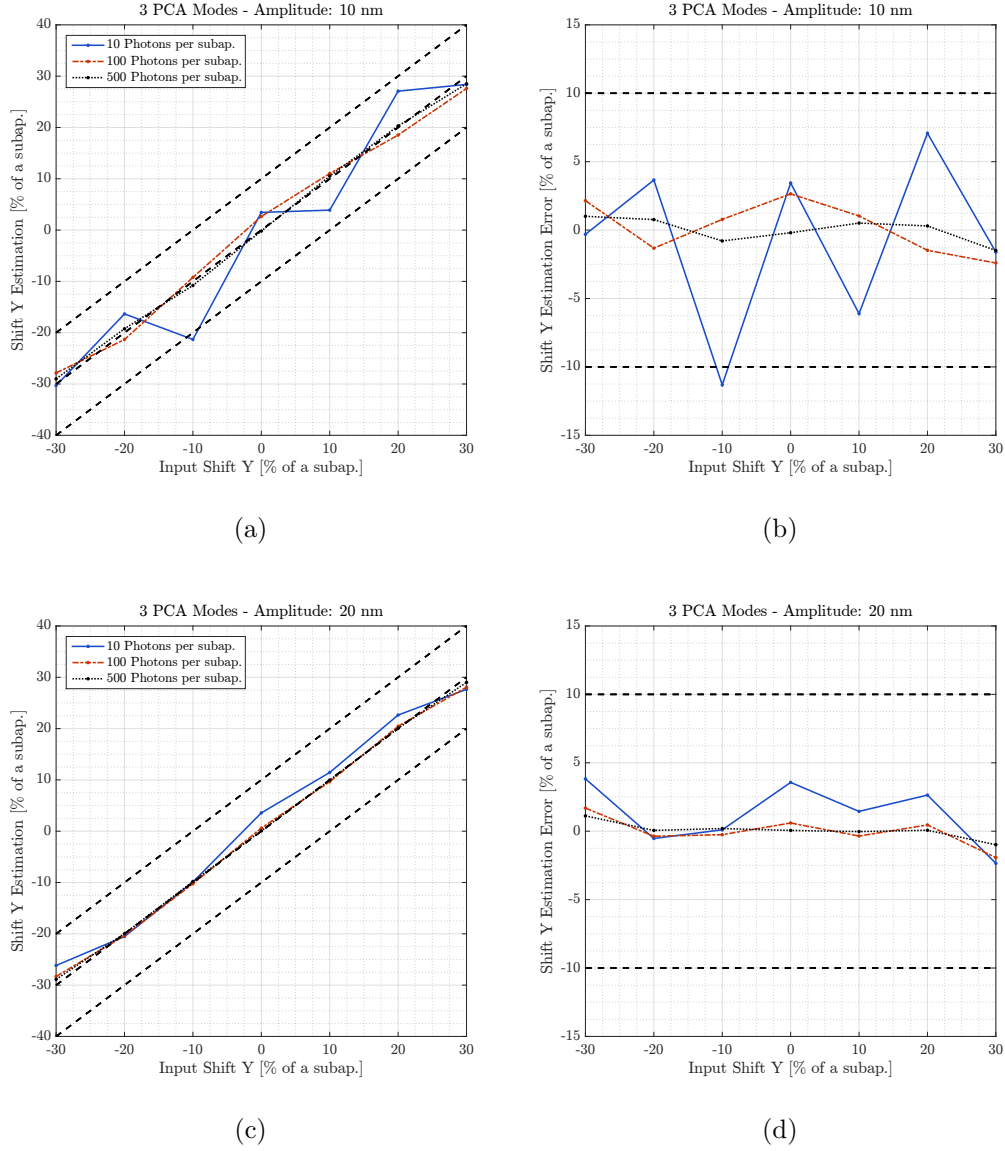 3 PCA Modes - Amplitude: 10 nm
40
30
20
10
0
-10
-20
-30
-40
-30 -20 -10 0 10 20 30
Shift Y Estimation [% of a subap.]
Input Shift Y [% of a subap.]
10 Photons per subap.
100 Photons per subap.
500 Photons per subap.
(a)
3 PCA Modes - Amplitude: 10 nm
15
10
5
0
-5
-10
-15
-30 -20 -10 0 10 20 30
Shift Y Estimation Error [% of a subap.]
Input Shift Y [% of a subap.]
(b)
3 PCA Modes - Amplitude: 20 nm
40
30
20
10
0
-10
-20
-30
-40
-30 -20 -10 0 10 20 30
Shift Y Estimation [% of a subap.]
Input Shift Y [% of a subap.]
10 Photons per subap.
100 Photons per subap.
500 Photons per subap.
(c)
3 PCA Modes - Amplitude: 20 nm
15
10
5
0
-5
-10
-15
-30 -20 -10 0 10 20 30
Shift Y Estimation Error [% of a subap.]
Input Shift Y [% of a subap.]
(d)